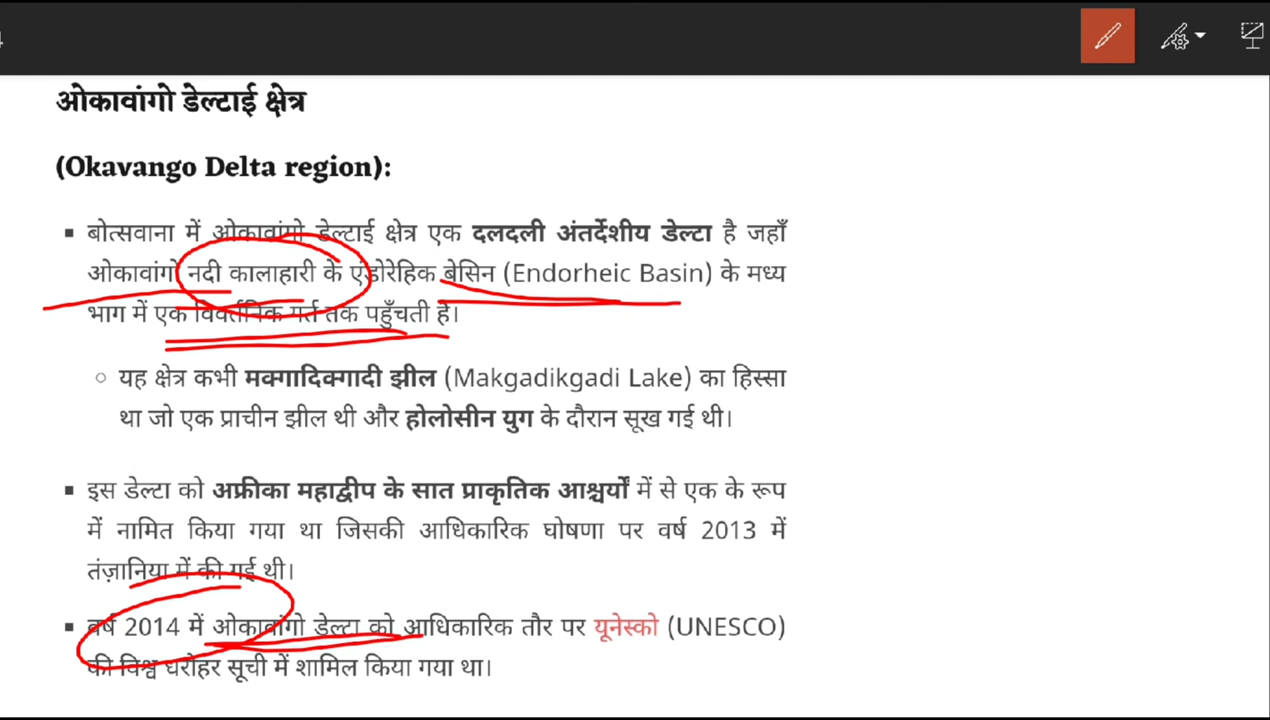 ओकावांगो डेल्टाई क्षेत्र
(Okavango Delta region):
▪ बोत्सवाना में ओकावांगो डेल्टाई क्षेत्र एक दलदली अंतर्देशीय डेल्टा है जहाँ
ओकावांगो नदी कालाहारी के एंडोरेहिक बेसिन (Endorheic Basin) के मध्य
भाग में एक विवर्तनिक गर्त तक पहुँचती है।
○ यह क्षेत्र कभी मक्गादिक्गादी झील (Makgadikgadi Lake) का हिस्सा
था जो एक प्राचीन झील थी और होलोसीन युग के दौरान सूख गई थी।
▪ इस डेल्टा को अफ्रीका महाद्वीप के सात प्राकृतिक आश्चर्यों में से एक के रूप
में नामित किया गया था जिसकी आधिकारिक घोषणा पर वर्ष 2013 में
तंज़ानिया में की गई थी।
▪ वर्ष 2014 में ओकावांगो डेल्टा को आधिकारिक तौर पर यूनेस्को (UNESCO)
की विश्व धरोहर सूची में शामिल किया गया था।